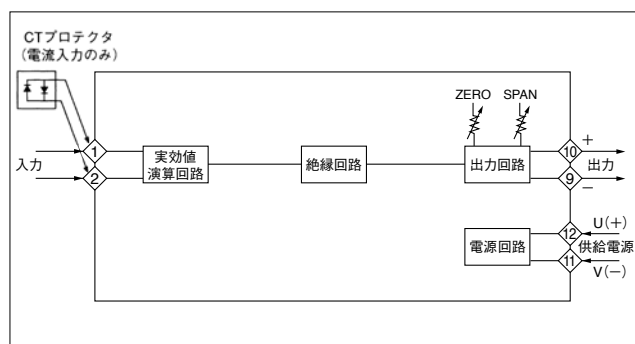 CTプロテクタ
(電流入力のみ)
ZERO
SPAN
入力
1
2
実効値
演算回路
絶縁回路
出力回路
10
+
出力
9
−
電源回路
12
U(+)
供給電源
11
V(−)